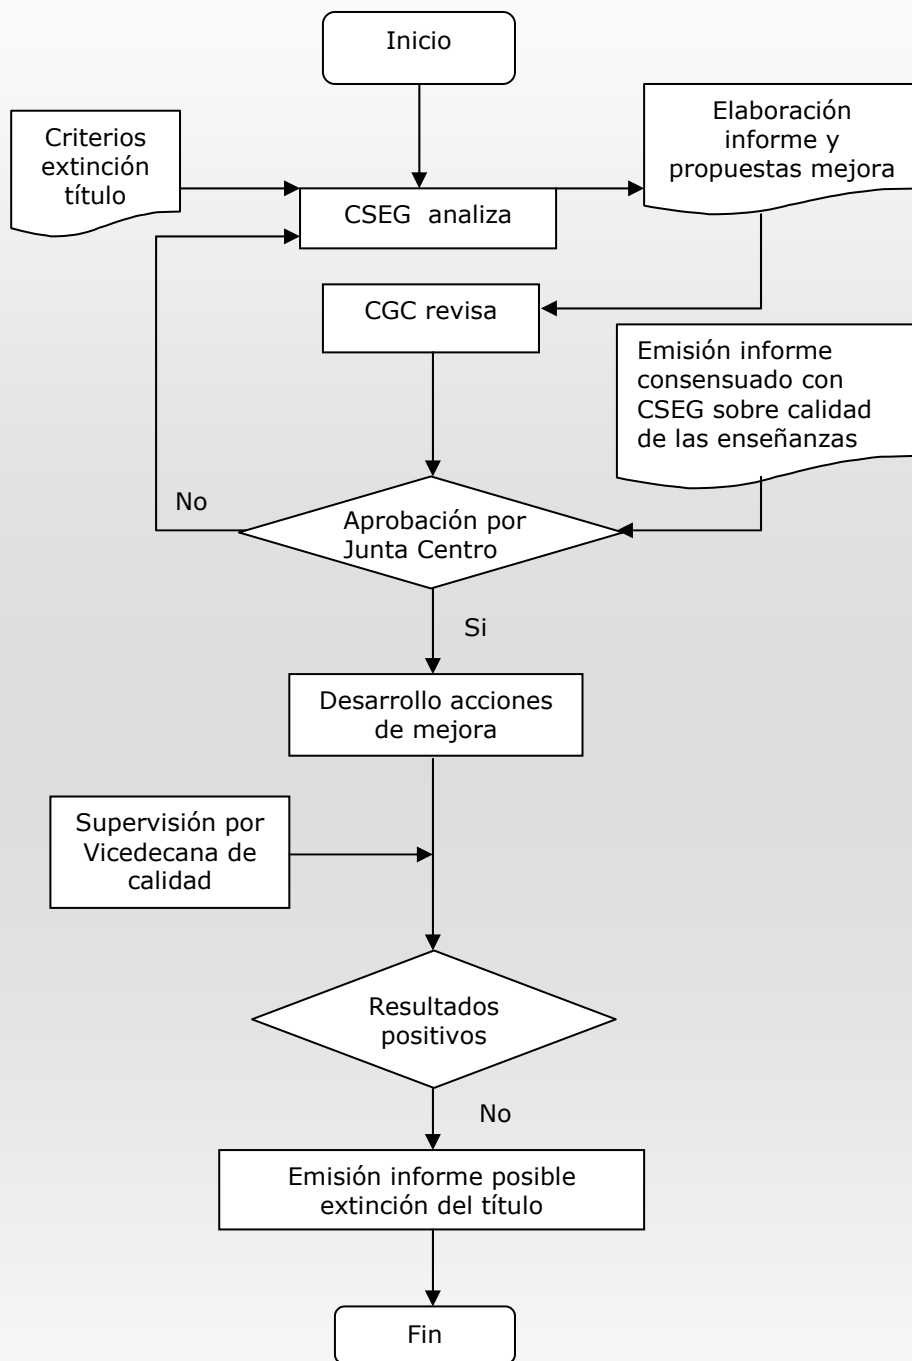 Inicio
Criterios
extinción
título
Elaboración
informe y
propuestas mejora
CSEG analiza
CGC revisa
Emisión informe
consensuado con
CSEG sobre calidad
de las enseñanzas
No
Aprobación por
Junta Centro
Si
Desarrollo acciones
de mejora
Supervisión por
Vicedecana de
calidad
Resultados
positivos
No
Emisión informe posible
extinción del título
Fin